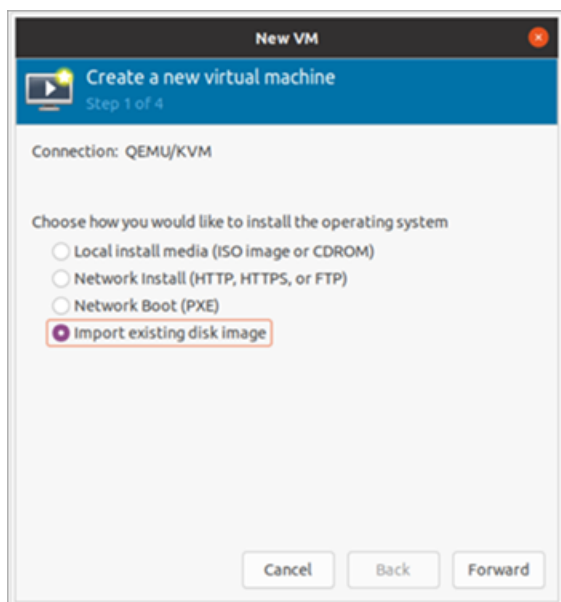 New VM
Create a new virtual machine
Step 1 of 4
Connection: QEMU/KVM
Choose how you would like to install the operating system
Local install media (ISO image or CDROM)
Network Install (HTTP, HTTPS, or FTP)
Network Boot (PXE)
Import existing disk image
Cancel Back Forward